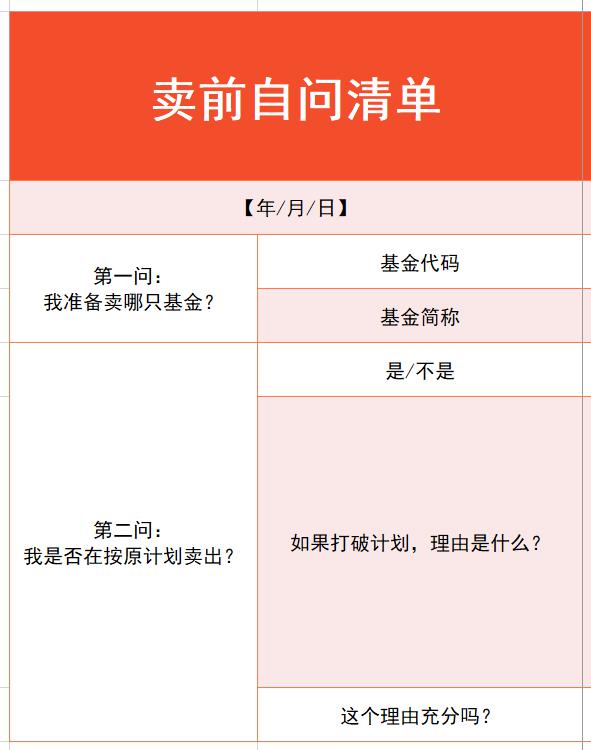 卖前自问清单
【年/月/日】
第一问：
我准备卖哪只基金？
基金代码
基金简称
第二问：
我是否在按原计划卖出？
是/不是
如果打破计划，理由是什么？
这个理由充分吗？